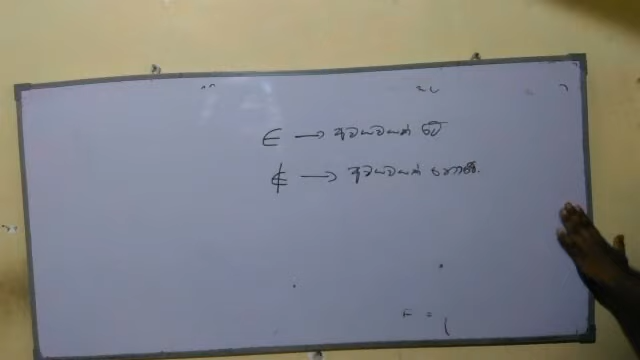 ∈ → අවයවයක් වේ
∉ → අවයවයක් නොවේ.
F =